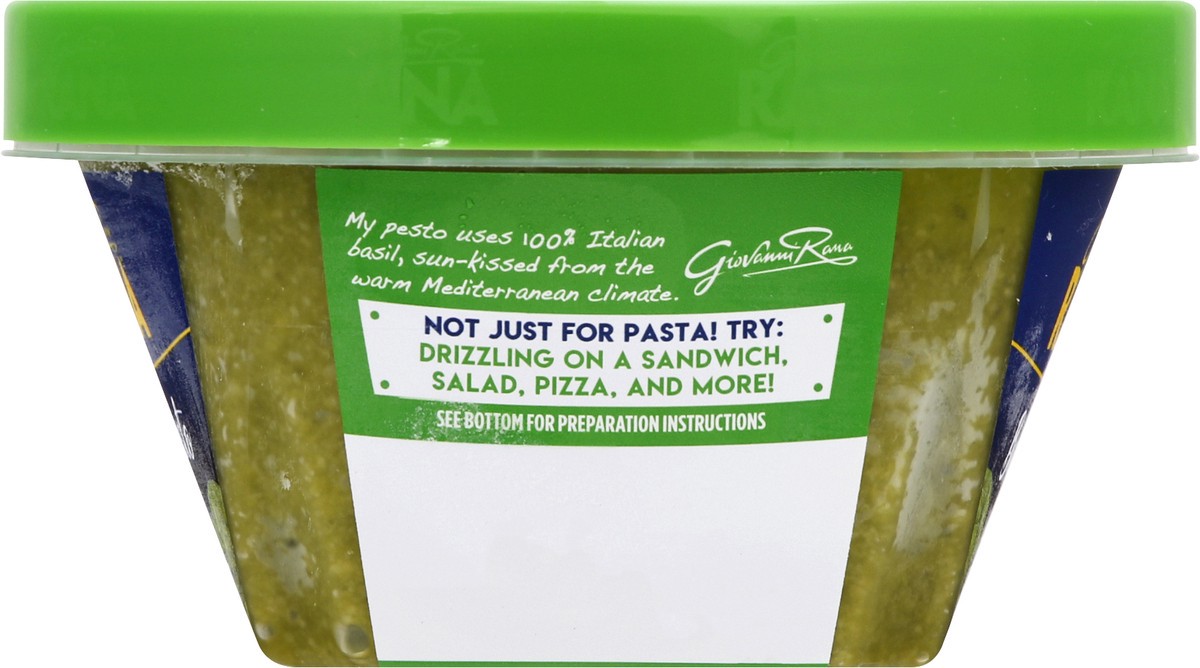 My pesto uses 100% Italian
basil, sun-kissed from the
warm Mediterranean climate.
Giovanni Rana
NOT JUST FOR PASTA! TRY:
DRIZZLING ON A SANDWICH,
SALAD, PIZZA, AND MORE!
SEE BOTTOM FOR PREPARATION INSTRUCTIONS